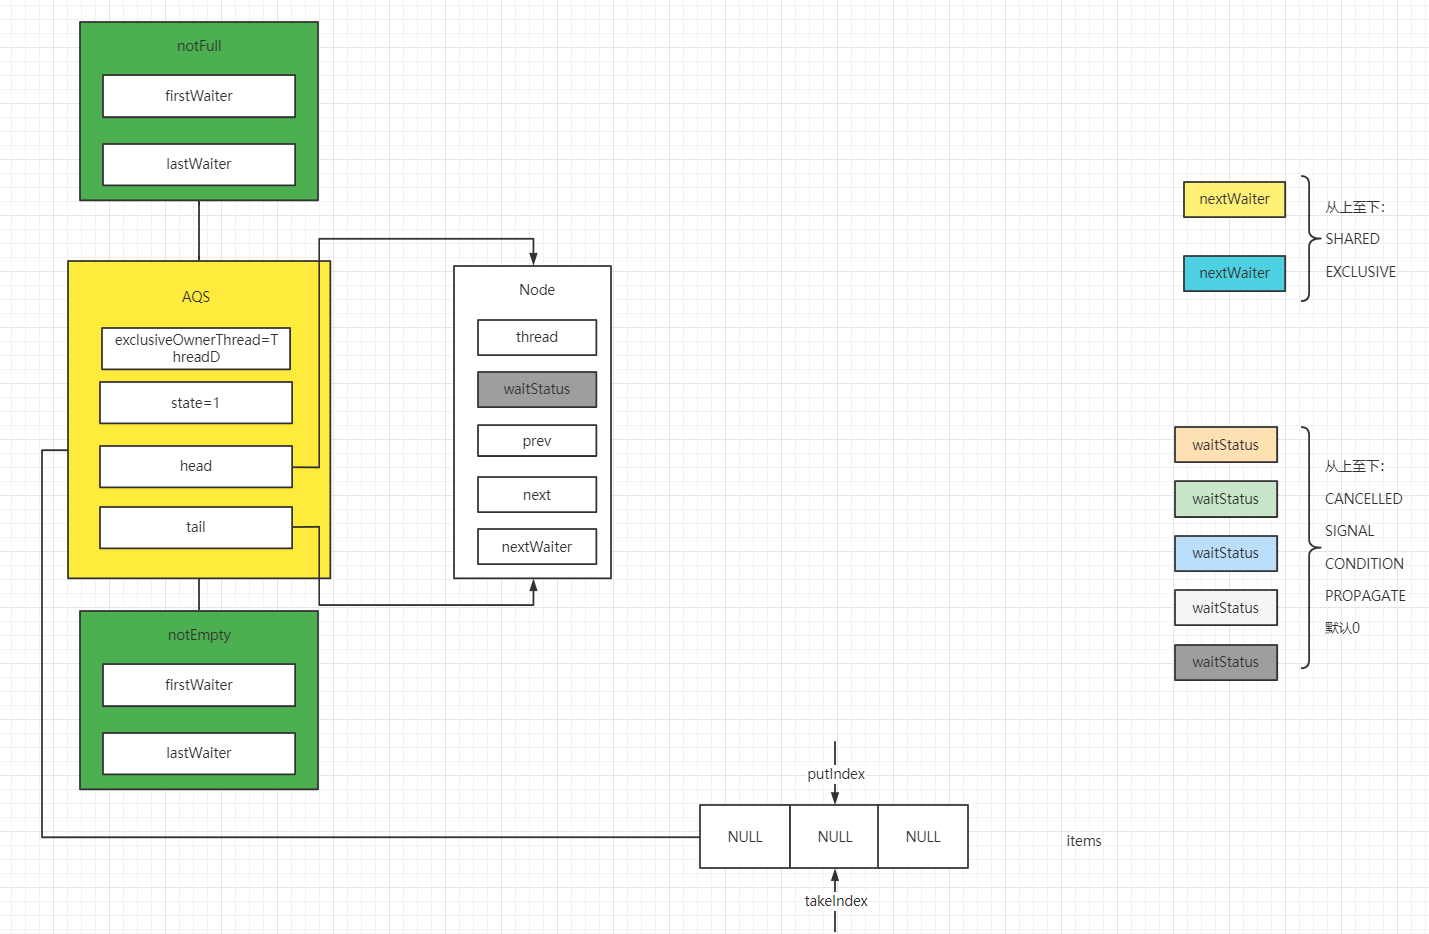 notFull
firstWaiter
lastWaiter
AQS
exclusiveOwnerThread=T
hreadD
state=1
head
tail
notEmpty
firstWaiter
lastWaiter
Node
thread
waitStatus
prev
next
nextWaiter
nextWaiter
nextWaiter
从上至下：
SHARED
EXCLUSIVE
waitStatus
waitStatus
waitStatus
waitStatus
waitStatus
从上至下：
CANCELLED
SIGNAL
CONDITION
PROPAGATE
默认0
putIndex
NULL
NULL
NULL
items
takeIndex